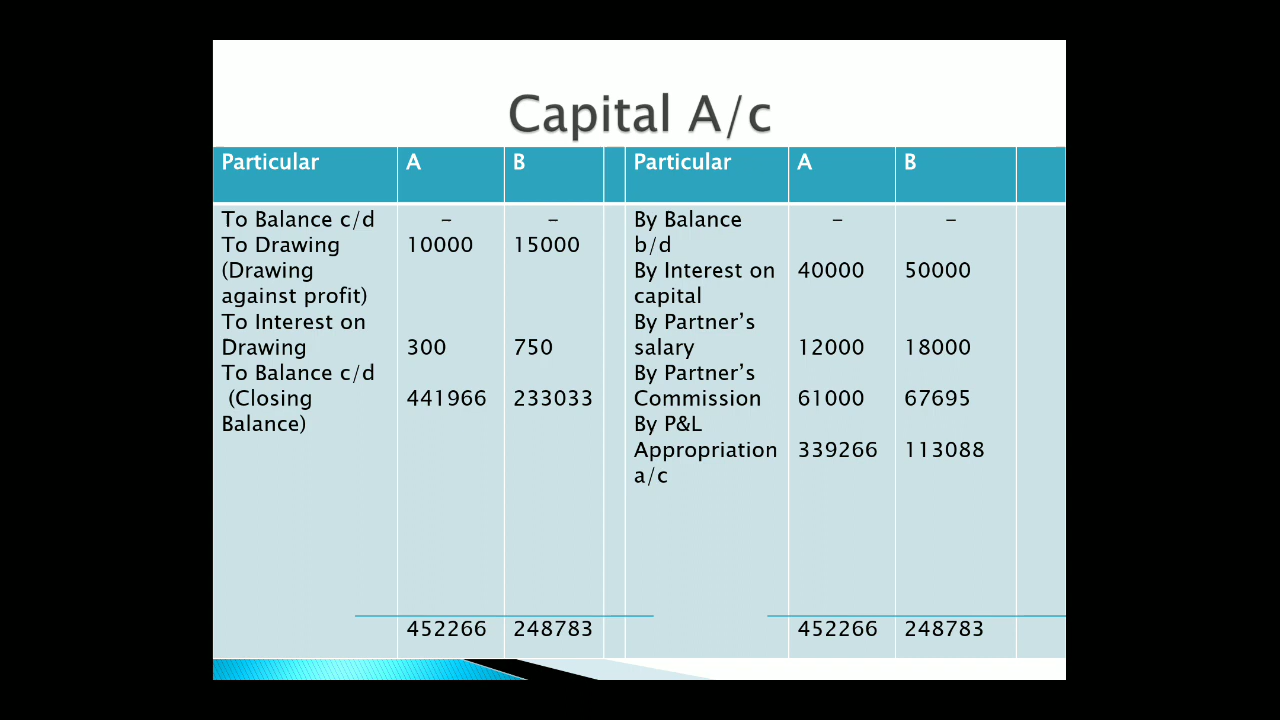 Capital A/c
Particular A B Particular A B
To Balance c/d - - By Balance - -
To Drawing 10000 15000 b/d
(Drawing By Interest on 40000 50000
against profit) capital
To Interest on By Partner's
Drawing 300 750 salary 12000 18000
To Balance c/d By Partner's
(Closing 441966 233033 Commission 61000 67695
Balance) By P&L
Appropriation 339266 113088
a/c
452266 248783 452266 248783